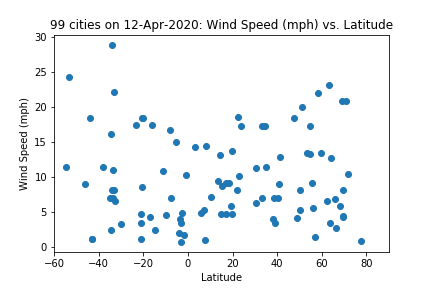 99 cities on 12-Apr-2020: Wind Speed (mph) vs. Latitude
30
25
20
15
10
5
0
Wind Speed (mph)
−60 −40 −20 0 20 40 60 80
Latitude